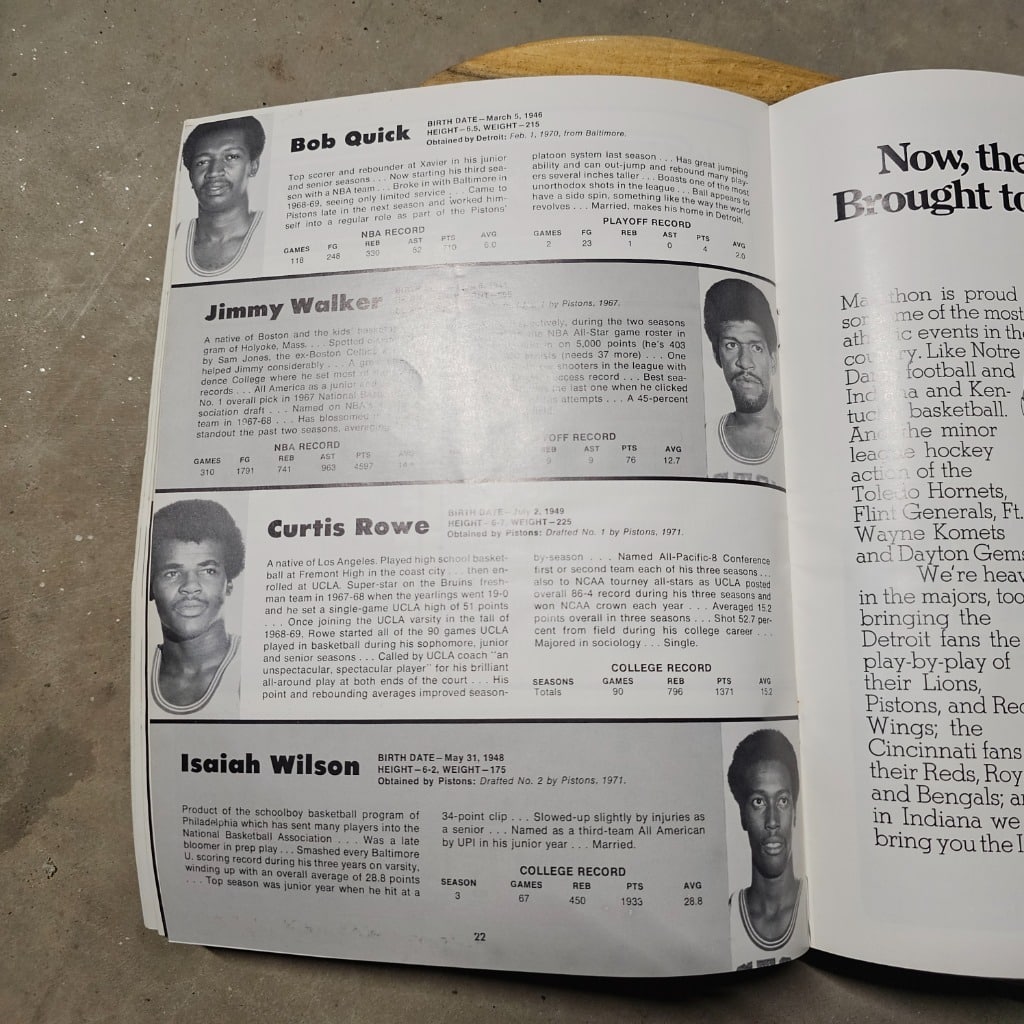 Bob Quick
BIRTH DATE—March 5, 1946
HEIGHT—6.5, WEIGHT—215
Obtained by Detroit; Feb. 1, 1970, from Baltimore.
Top scorer and rebounder at Xavier in his junior
and senior seasons . . . Now starting his third sea-
son with a NBA team . . . Broke in with Baltimore in
1968-69, seeing only limited service . . . Came to
Pistons late in the next season and worked him-
self into a regular role as part of the Pistons'
platoon system last season . . . Has great jumping
ability and can out-jump and rebound many play-
ers several inches taller . . . Boasts one of the most
unorthodox shots in the league . . . Ball appears to
have a side spin, something like the way the world
revolves . . . Married, makes his home in Detroit.
NBA RECORD
GAMES FG REB AST PTS AVG
118 248 330 52 710 6.0
PLAYOFF RECORD
GAMES FG REB AST PTS AVG
2 23 1 0 4 2.0
Jimmy Walker
1 by Pistons, 1967.
A native of Boston and the kids'
gram of Holyoke, Mass. . . . Spotted
by Sam Jones, the ex-Boston Celtic
helped Jimmy considerably . . . A
dence College where he set most of
records . . . All America as a junior and
No. 1 overall pick in 1967 National
sociation draft . . . Named on NBA's
team in 1967-68 . . . Has blossomed
standout the past two seasons,
during the two seasons
NBA All-Star game roster in
in on 5,000 points (he's 403
(needs 37 more) . . . One
shooters in the league with
record . . . Best sea-
last one when he clicked
attempts . . . A 45-percent
NBA RECORD
GAMES FG REB AST PTS
310 1791 741 963 4597
RECORD
AST PTS AVG
9 9 76 12.7
Curtis Rowe
BIRTH DATE—July 2, 1949
HEIGHT—6-7, WEIGHT—225
Obtained by Pistons: Drafted No. 1 by Pistons, 1971.
A native of Los Angeles. Played high school basket-
ball at Fremont High in the coast city . . . then en-
rolled at UCLA. Super-star on the Bruins fresh-
man team in 1967-68 when the yearlings went 19-0
and he set a single-game UCLA high of 51 points
. . . Once joining the UCLA varsity in the fall of
1968-69, Rowe started all of the 90 games UCLA
played in basketball during his sophomore, junior
and senior seasons . . . Called by UCLA coach "an
unspectacular, spectacular player" for his brilliant
all-around play at both ends of the court . . . His
point and rebounding averages improved season-
by-season . . . Named All-Pacific-8 Conference
first or second team each of his three seasons . . .
also to NCAA tourney all-stars as UCLA posted
overall 86-4 record during his three seasons and
won NCAA crown each year . . . Averaged 15.2
points overall in three seasons . . . Shot 52.7 per-
cent from field during his college career . . .
Majored in sociology . . . Single.
COLLEGE RECORD
SEASONS GAMES REB PTS AVG
Totals 90 796 1371 15.2
Isaiah Wilson
BIRTH DATE—May 31, 1948
HEIGHT—6-2, WEIGHT—175
Obtained by Pistons: Drafted No. 2 by Pistons, 1971.
Product of the schoolboy basketball program of
Philadelphia which has sent many players into the
National Basketball Association . . . Was a late
bloomer in prep play . . . Smashed every Baltimore
U. scoring record during his three years on varsity,
winding up with an overall average of 28.8 points
. . . Top season was junior year when he hit at a
34-point clip . . . Slowed-up slightly by injuries as
a senior . . . Named as a third-team All American
by UPI in his junior year . . . Married.
COLLEGE RECORD
SEASON GAMES REB PTS AVG
3 67 450 1933 28.8
22
Now, the
Brought to
Marathon is proud
some of the most
athletic events in the
country. Like Notre
Dame football and
Indiana and Ken-
tucky basketball.
And the minor
league hockey
action of the
Toledo Hornets,
Flint Generals, Ft.
Wayne Komets
and Dayton Gems
We're heav
in the majors, too
bringing the
Detroit fans the
play-by-play of
their Lions,
Pistons, and Red
Wings; the
Cincinnati fans
their Reds, Roy
and Bengals; an
in Indiana we
bring you the I